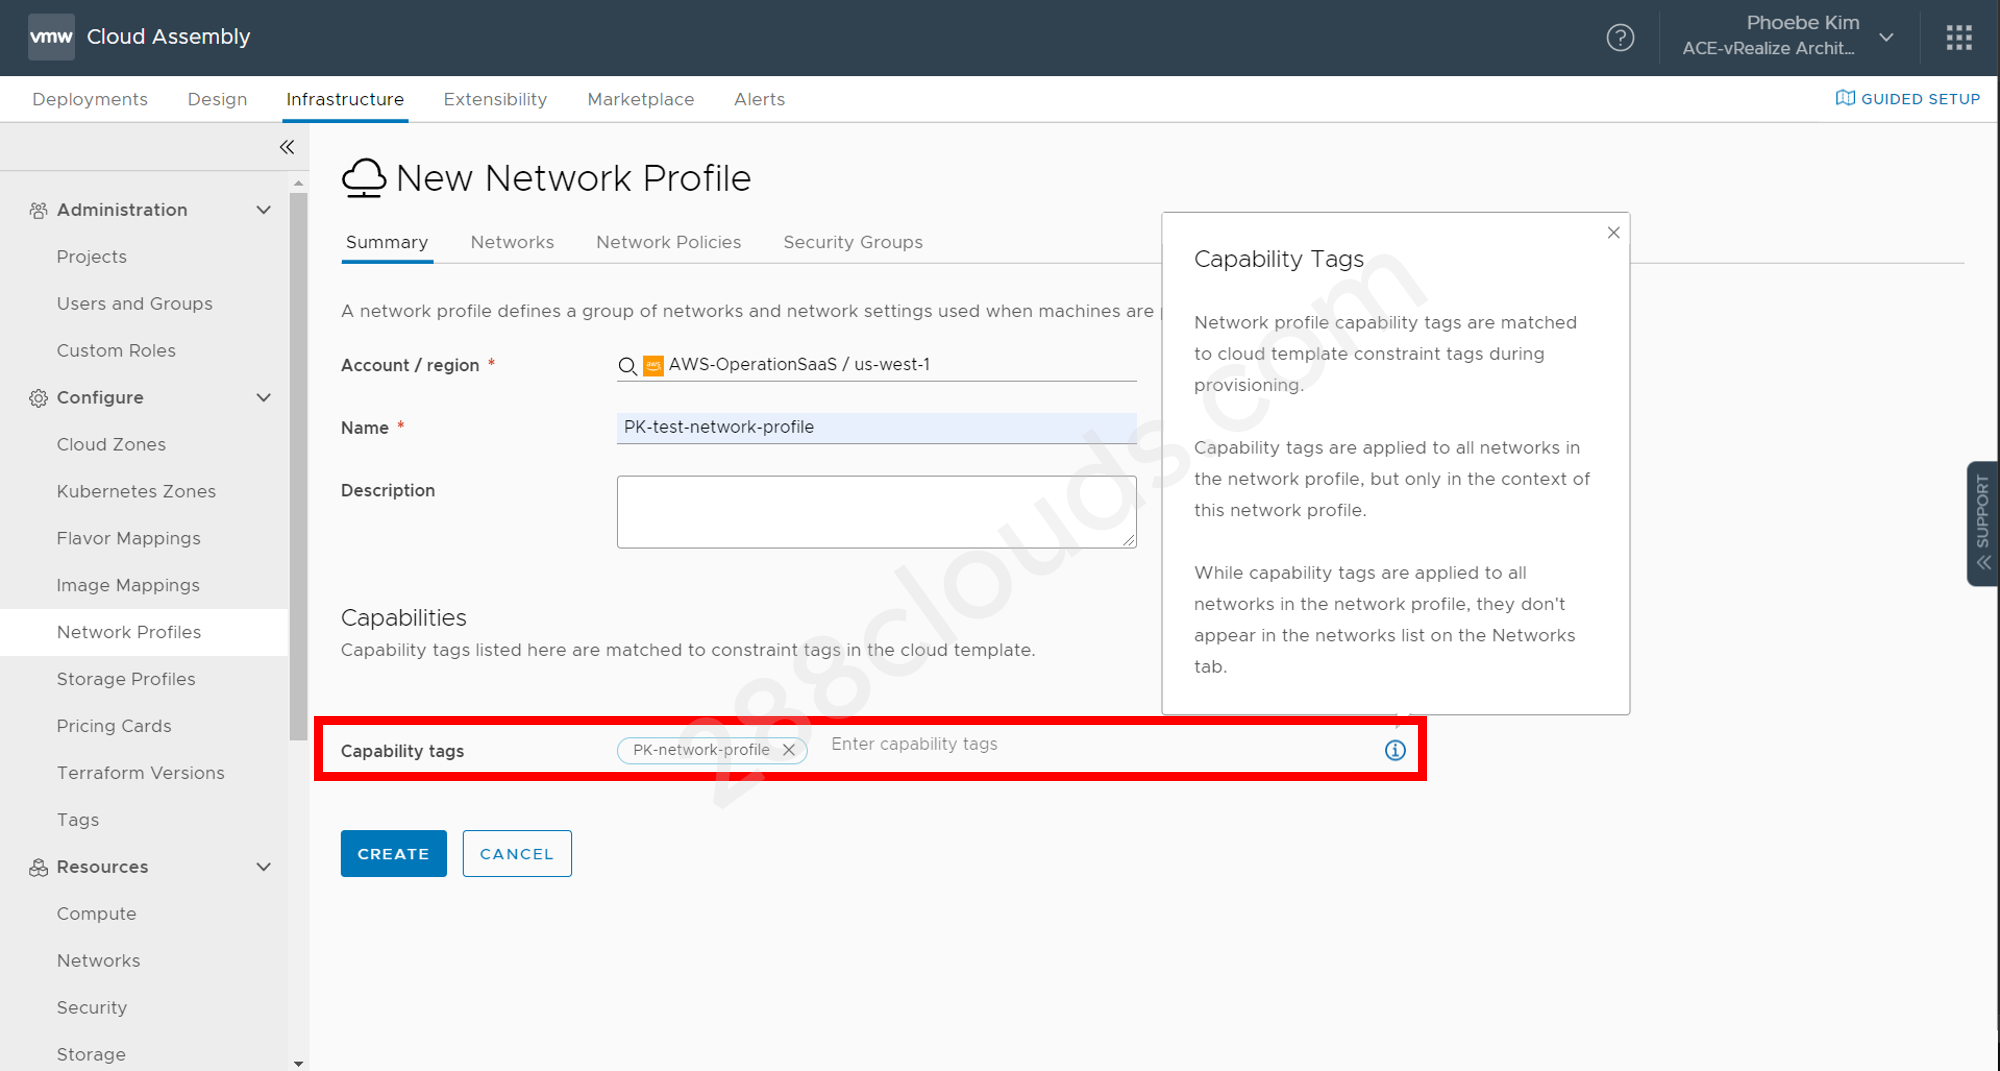 vmw Cloud Assembly
Phoebe Kim
ACE-vRealize Archit...
Deployments Design Infrastructure Extensibility Marketplace Alerts
GUIDED SETUP
Administration
Projects
Users and Groups
Custom Roles
Configure
Cloud Zones
Kubernetes Zones
Flavor Mappings
Image Mappings
Network Profiles
Storage Profiles
Pricing Cards
Terraform Versions
Tags
Resources
Compute
Networks
Security
Storage
New Network Profile
Summary Networks Network Policies Security Groups
A network profile defines a group of networks and network settings used when machines are
Account / region * aws AWS-OperationSaaS / us-west-1
Name * PK-test-network-profile
Description
Capabilities
Capability tags listed here are matched to constraint tags in the cloud template.
Capability tags PK-network-profile Enter capability tags
CREATE CANCEL
Capability Tags
Network profile capability tags are matched
to cloud template constraint tags during
provisioning.
Capability tags are applied to all networks in
the network profile, but only in the context of
this network profile.
While capability tags are applied to all
networks in the network profile, they don't
appear in the networks list on the Networks
tab.
SUPPORT
288clouds.com